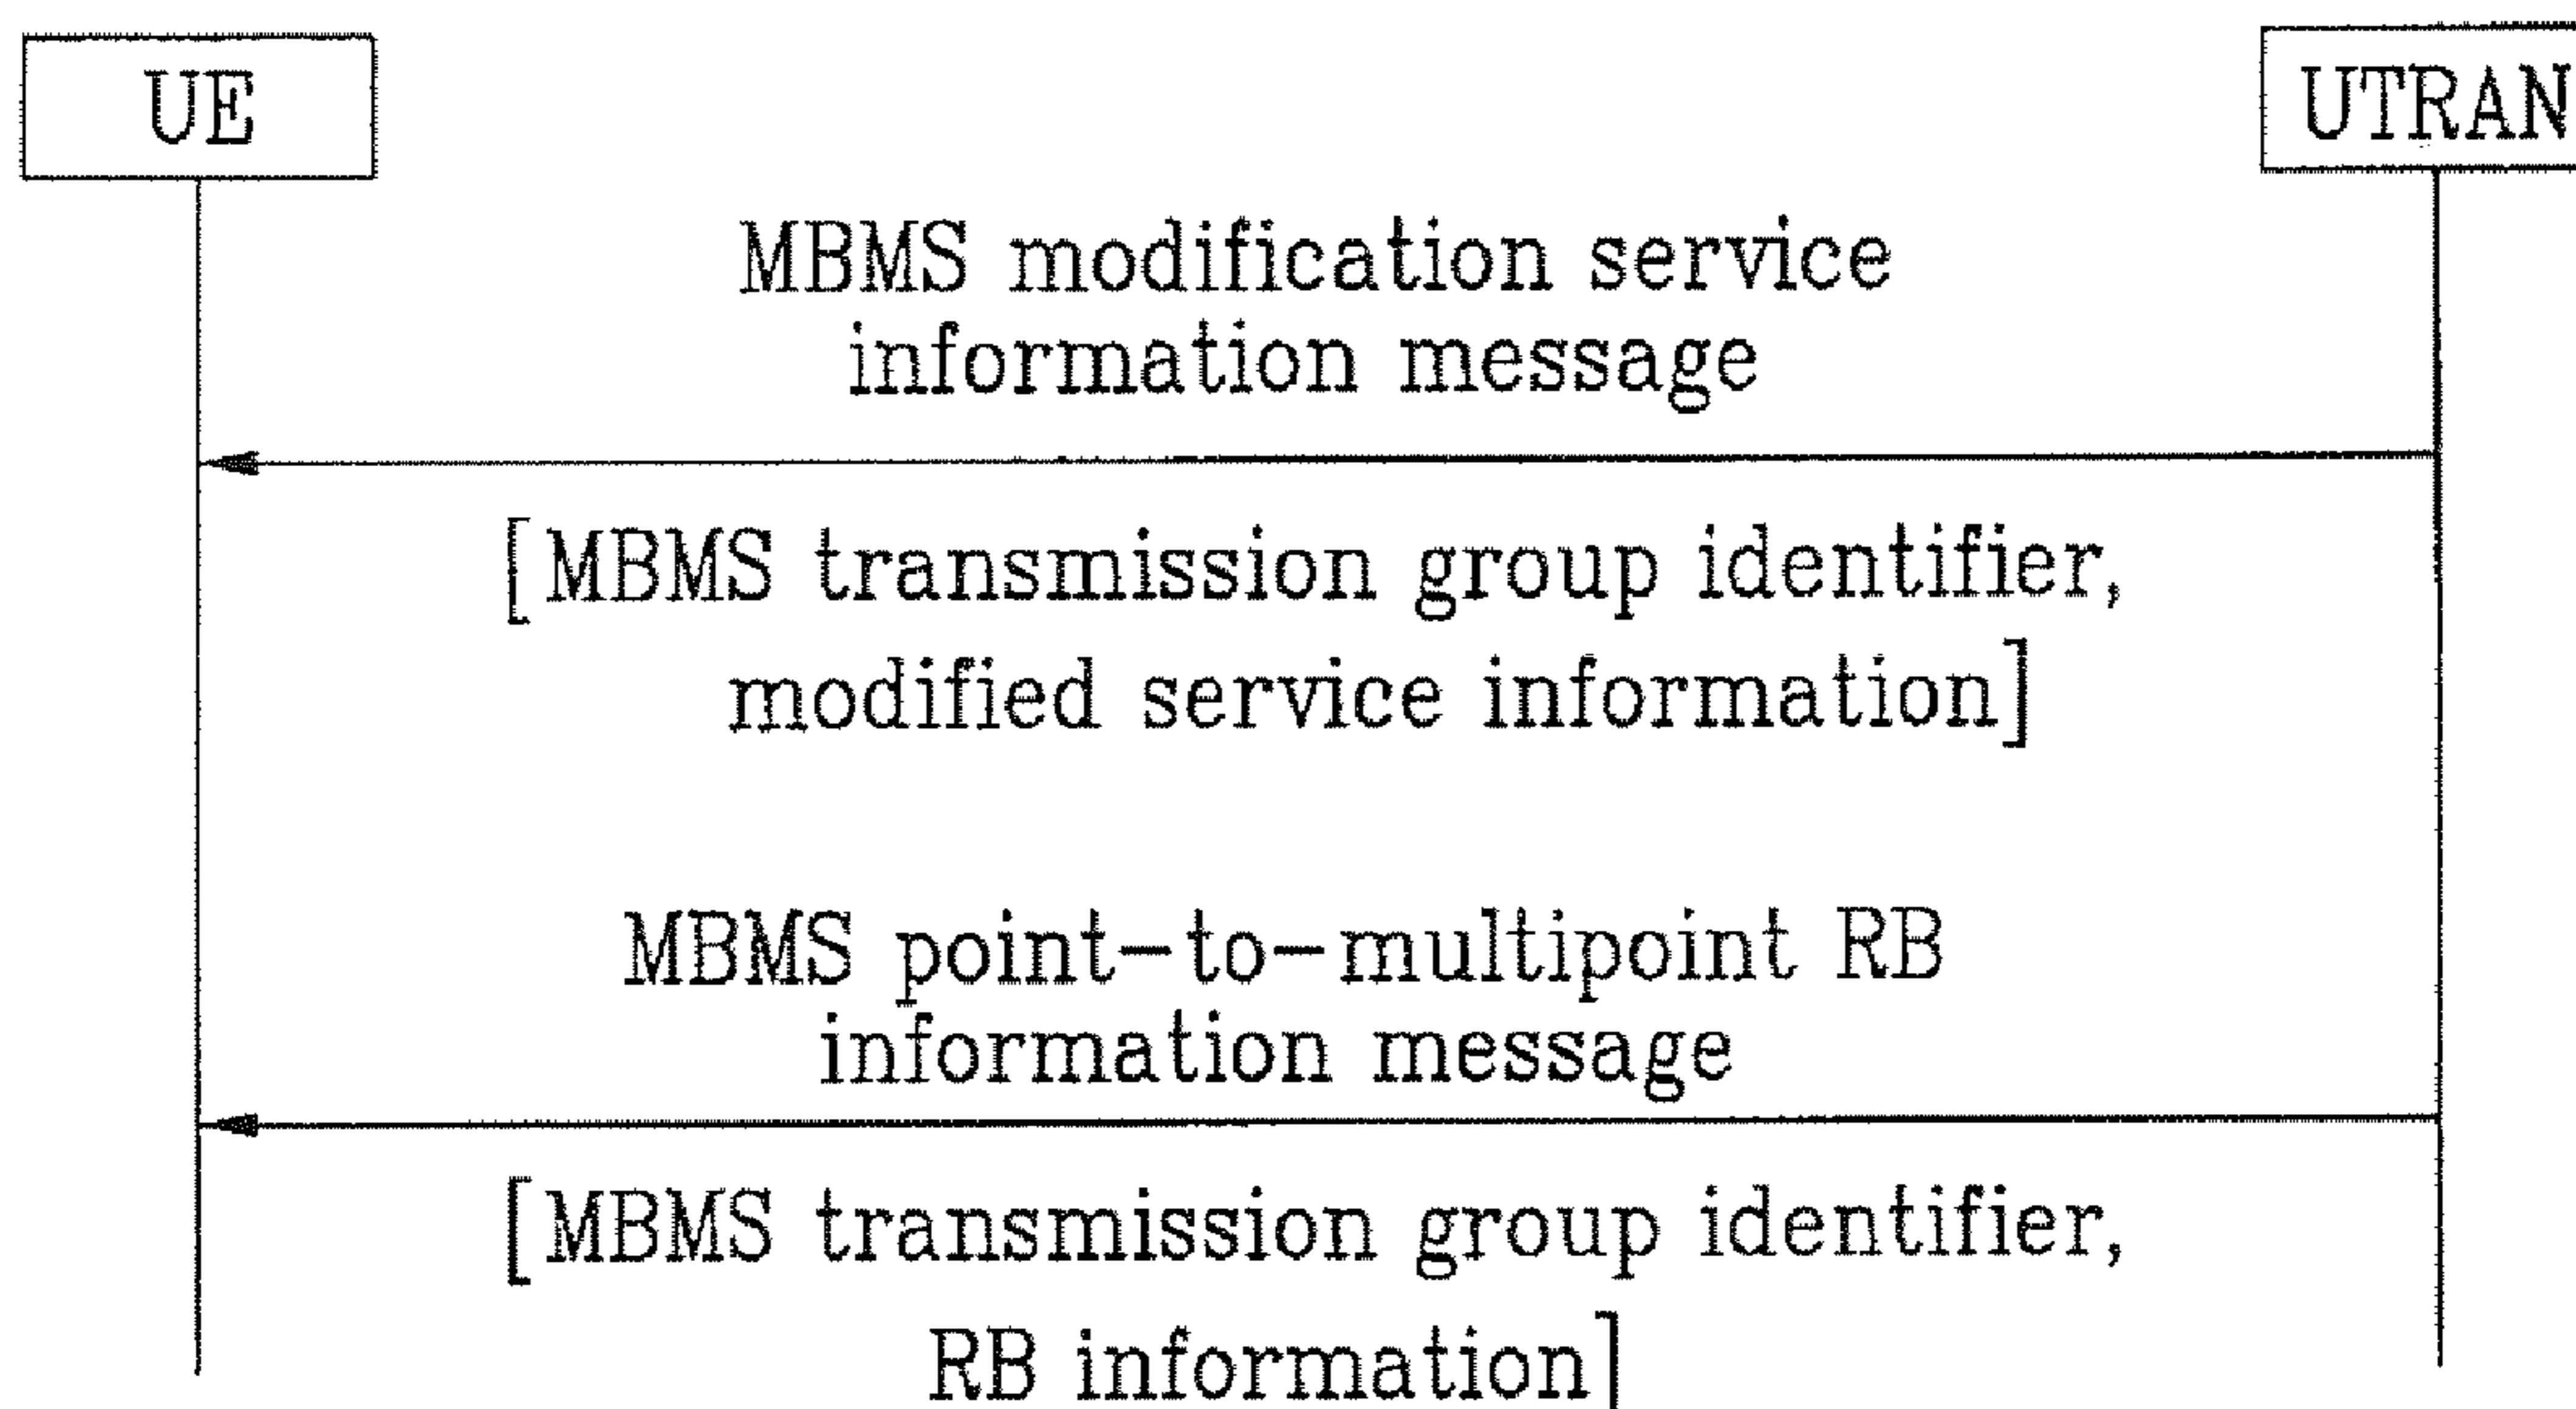 UE
UTRAN
MBMS modification service
information message
[MBMS transmission group identifier,
modified service information]
MBMS point-to-multipoint RB
information message
[MBMS transmission group identifier,
RB information]